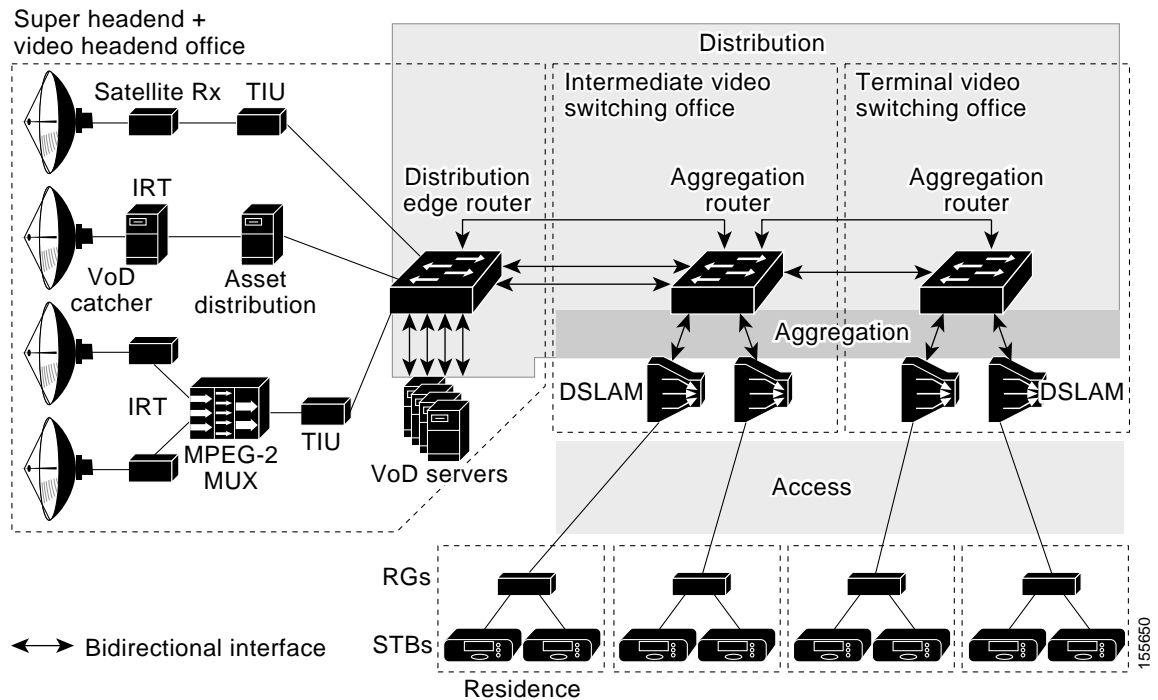 Super headend +
video headend office
Distribution
Satellite Rx
TIU
Intermediate video
switching office
Terminal video
switching office
IRT
Distribution
edge router
Aggregation
router
Aggregation
router
VoD
catcher
Asset
distribution
Aggregation
IRT
DSLAM
DSLAM
MPEG-2
MUX
TIU
VoD servers
Access
RGs
STBs
Bidirectional interface
Residence
155650